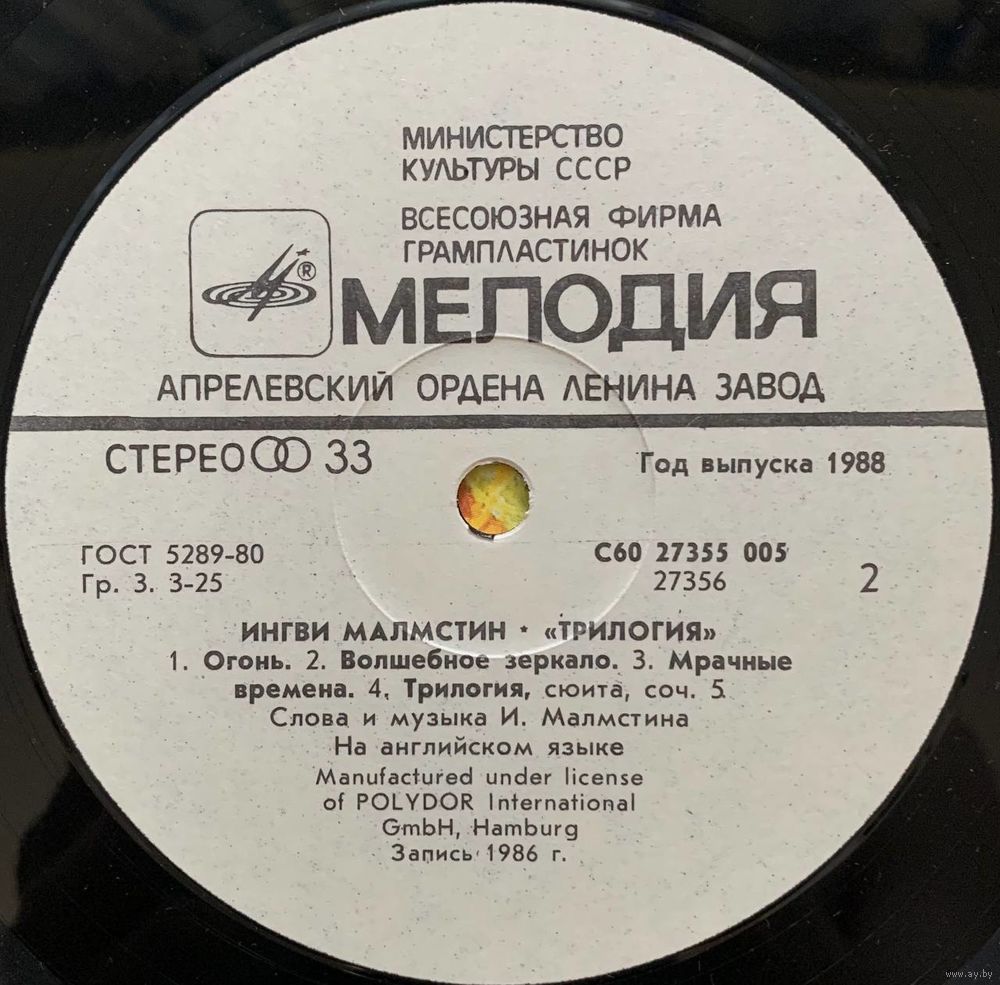 МИНИСТЕРСТВО
КУЛЬТУРЫ СССР
ВСЕСОЮЗНАЯ ФИРМА
ГРАМПЛАСТИНОК
®
МЕЛОДИЯ
АПРЕЛЕВСКИЙ ОРДЕНА ЛЕНИНА ЗАВОД
СТЕРЕО 33
Год выпуска 1988
ГОСТ 5289-80
Гр. 3. 3-25
С60 27355 005
27356
2
ИНГВИ МАЛМСТИН · «ТРИЛОГИЯ»
1. Огонь. 2. Волшебное зеркало. 3. Мрачные
времена. 4. Трилогия, сюита, соч. 5
Слова и музыка И. Малмстина
На английском языке
Manufactured under license
of POLYDOR International
GmbH, Hamburg
Запись 1986 г.
www.ay.by